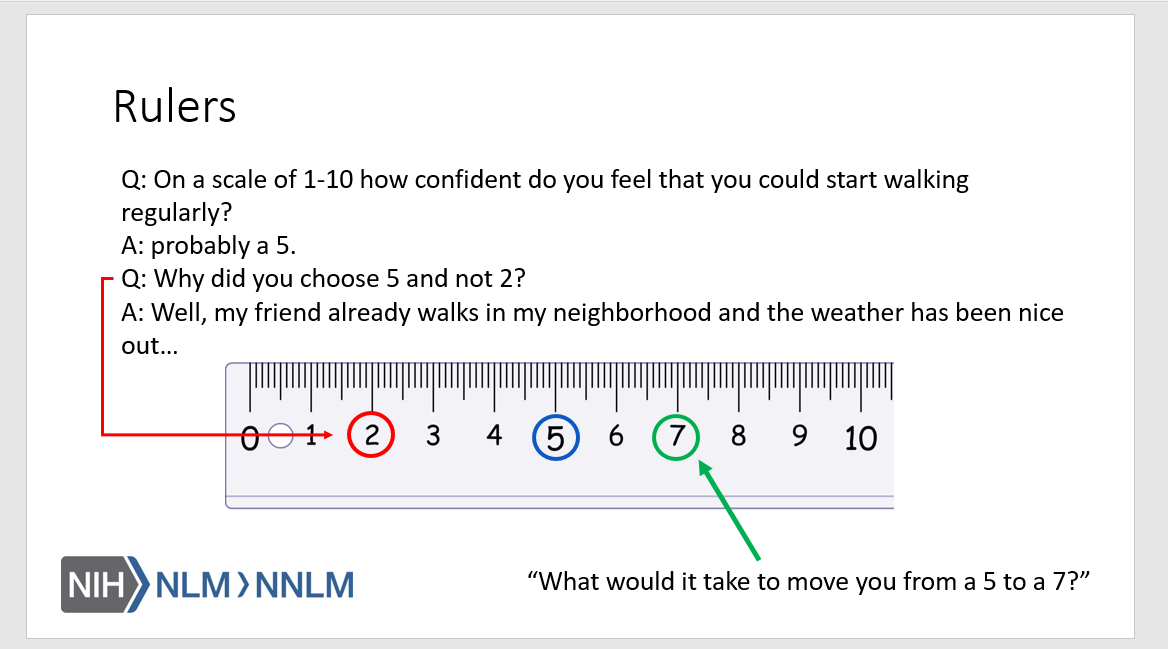 Rulers
Q: On a scale of 1-10 how confident do you feel that you could start walking
regularly?
A: probably a 5.
Q: Why did you choose 5 and not 2?
A: Well, my friend already walks in my neighborhood and the weather has been nice
out...
0 1 2 3 4 5 6 7 8 9 10
NIH NLM NNLM
“What would it take to move you from a 5 to a 7?”